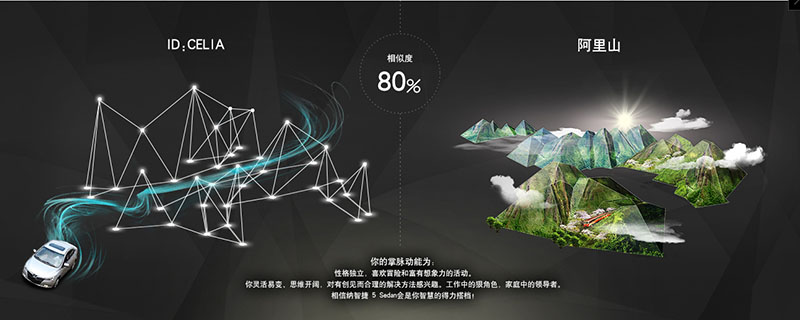 ID:CELIA
相似度
80%
阿里山
你的掌脉动能为:
性格独立, 喜欢冒险和富有想象力的活动。
你灵活易变、思维开阔, 对有创见而合理的解决方法感兴趣。工作中的狠角色, 家庭中的领导者。
相信纳智捷 5 Sedan会是你智慧的得力搭档!